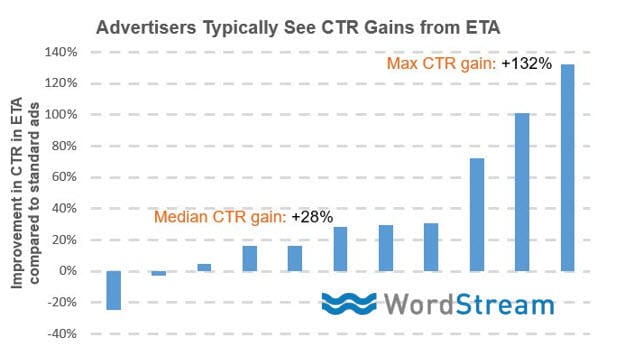 Advertisers Typically See CTR Gains from ETA
Improvement in CTR in ETA
compared to standard ads
140%
120%
100%
80%
60%
40%
20%
0%
-20%
-40%
Max CTR gain: +132%
Median CTR gain: +28%
WordStream